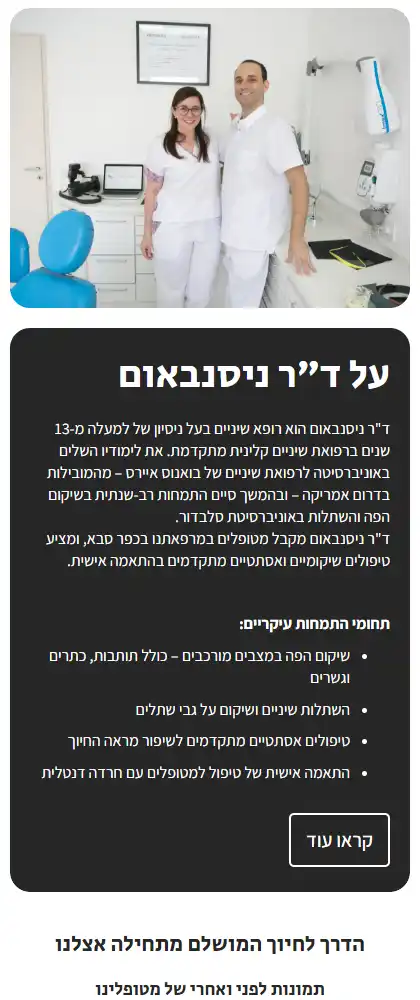 על ד״ר ניסנבאום
ד"ר ניסנבאום הוא רופא שיניים בעל ניסיון של למעלה מ-13
שנים ברפואת שיניים קלינית מתקדמת. את לימודיו השלים
באוניברסיטה לרפואת שיניים של בואנוס איירס – מהמובילות
בדרום אמריקה – ובהמשך סיים התמחות רב-שנתית בשיקום
הפה והשתלות באוניברסיטת סלבדור.
ד"ר ניסנבאום מקבל מטופלים במרפאתנו בכפר סבא, ומציע
טיפולים שיקומיים ואסתטיים מתקדמים בהתאמה אישית.
תחומי התמחות עיקריים:
• שיקום הפה במצבים מורכבים – כולל תותבות, כתרים
וגשרים
• השתלות שיניים ושיקום על גבי שתלים
• טיפולים אסתטיים מתקדמים לשיפור מראה החיוך
• התאמה אישית של טיפול למטופלים עם חרדה דנטלית
קראו עוד
הדרך לחיוך המושלם מתחילה אצלנו
תמונות לפני ואחרי של מטופלינו